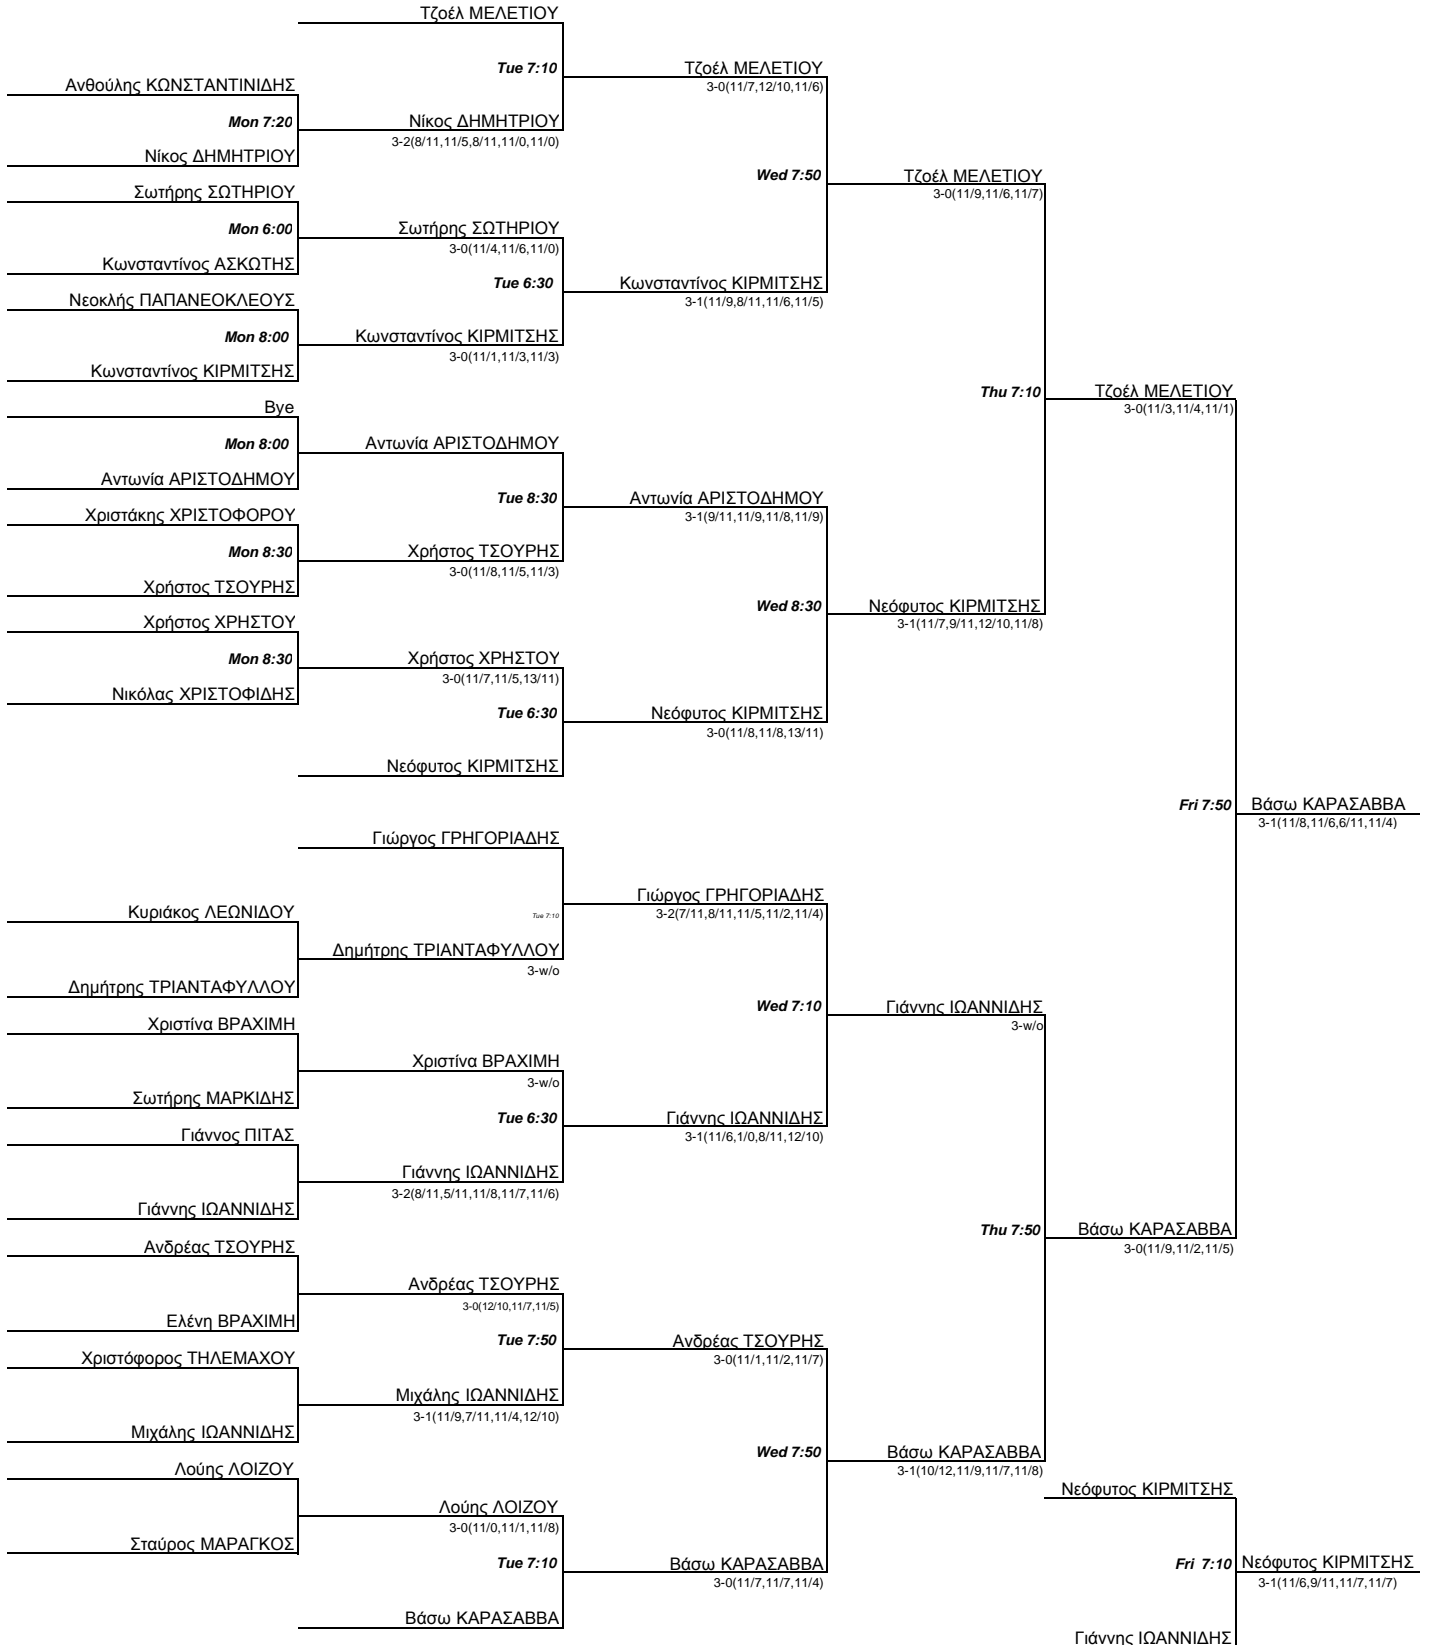 Τζοέλ ΜΕΛΕΤΙΟΥ
Tue 7:10
Τζοέλ ΜΕΛΕΤΙΟΥ
3-0(11/7,12/10,11/6)
Ανθούλης ΚΩΝΣΤΑΝΤΙΝΙΔΗΣ
Mon 7:20
Νίκος ΔΗΜΗΤΡΙΟΥ
3-2(8/11,11/5,8/11,11/0,11/0)
Νίκος ΔΗΜΗΤΡΙΟΥ
Wed 7:50
Τζοέλ ΜΕΛΕΤΙΟΥ
3-0(11/9,11/6,11/7)
Σωτήρης ΣΩΤΗΡΙΟΥ
Mon 6:00
Σωτήρης ΣΩΤΗΡΙΟΥ
3-0(11/4,11/6,11/0)
Κωνσταντίνος ΑΣΚΩΤΗΣ
Tue 6:30
Κωνσταντίνος ΚΙΡΜΙΤΣΗΣ
3-1(11/9,8/11,11/6,11/5)
Νεοκλής ΠΑΠΑΝΕΟΚΛΕΟΥΣ
Mon 8:00
Κωνσταντίνος ΚΙΡΜΙΤΣΗΣ
3-0(11/1,11/3,11/3)
Κωνσταντίνος ΚΙΡΜΙΤΣΗΣ
Thu 7:10
Τζοέλ ΜΕΛΕΤΙΟΥ
3-0(11/3,11/4,11/1)
Bye
Mon 8:00
Αντωνία ΑΡΙΣΤΟΔΗΜΟΥ
Αντωνία ΑΡΙΣΤΟΔΗΜΟΥ
Tue 8:30
Αντωνία ΑΡΙΣΤΟΔΗΜΟΥ
3-1(9/11,11/9,11/8,11/9)
Χριστάκης ΧΡΙΣΤΟΦΟΡΟΥ
Mon 8:30
Χρήστος ΤΣΟΥΡΗΣ
3-0(11/8,11/5,11/3)
Χρήστος ΤΣΟΥΡΗΣ
Wed 8:30
Νεόφυτος ΚΙΡΜΙΤΣΗΣ
3-1(11/7,9/11,12/10,11/8)
Χρήστος ΧΡΗΣΤΟΥ
Mon 8:30
Χρήστος ΧΡΗΣΤΟΥ
3-0(11/7,11/5,13/11)
Νικόλας ΧΡΙΣΤΟΦΙΔΗΣ
Tue 6:30
Νεόφυτος ΚΙΡΜΙΤΣΗΣ
3-0(11/8,11/8,13/11)
Νεόφυτος ΚΙΡΜΙΤΣΗΣ
Fri 7:50
Βάσω ΚΑΡΑΣΑΒΒΑ
3-1(11/8,11/6,6/11,11/4)
Γιώργος ΓΡΗΓΟΡΙΑΔΗΣ
Γιώργος ΓΡΗΓΟΡΙΑΔΗΣ
3-2(7/11,8/11,11/5,11/2,11/4)
Κυριάκος ΛΕΩΝΙΔΟΥ
Tue 7:10
Δημήτρης ΤΡΙΑΝΤΑΦΥΛΛΟΥ
3-w/o
Δημήτρης ΤΡΙΑΝΤΑΦΥΛΛΟΥ
Wed 7:10
Γιάννης ΙΩΑΝΝΙΔΗΣ
3-w/o
Χριστίνα ΒΡΑΧΙΜΗ
Χριστίνα ΒΡΑΧΙΜΗ
3-w/o
Σωτήρης ΜΑΡΚΙΔΗΣ
Tue 6:30
Γιάννης ΙΩΑΝΝΙΔΗΣ
3-1(11/6,1/0,8/11,12/10)
Γιάννος ΠΙΤΑΣ
Γιάννης ΙΩΑΝΝΙΔΗΣ
3-2(8/11,5/11,11/8,11/7,11/6)
Γιάννης ΙΩΑΝΝΙΔΗΣ
Thu 7:50
Βάσω ΚΑΡΑΣΑΒΒΑ
3-0(11/9,11/2,11/5)
Ανδρέας ΤΣΟΥΡΗΣ
Ανδρέας ΤΣΟΥΡΗΣ
3-0(12/10,11/7,11/5)
Ελένη ΒΡΑΧΙΜΗ
Tue 7:50
Ανδρέας ΤΣΟΥΡΗΣ
3-0(11/1,11/2,11/7)
Χριστόφορος ΤΗΛΕΜΑΧΟΥ
Μιχάλης ΙΩΑΝΝΙΔΗΣ
3-1(11/9,7/11,11/4,12/10)
Μιχάλης ΙΩΑΝΝΙΔΗΣ
Wed 7:50
Βάσω ΚΑΡΑΣΑΒΒΑ
3-1(10/12,11/9,11/7,11/8)
Λούης ΛΟΙΖΟΥ
Νεόφυτος ΚΙΡΜΙΤΣΗΣ
Λούης ΛΟΙΖΟΥ
3-0(11/0,11/1,11/8)
Σταύρος ΜΑΡΑΓΚΟΣ
Tue 7:10
Βάσω ΚΑΡΑΣΑΒΒΑ
3-0(11/7,11/7,11/4)
Fri 7:10
Νεόφυτος ΚΙΡΜΙΤΣΗΣ
3-1(11/6,9/11,11/7,11/7)
Βάσω ΚΑΡΑΣΑΒΒΑ
Γιάννης ΙΩΑΝΝΙΔΗΣ